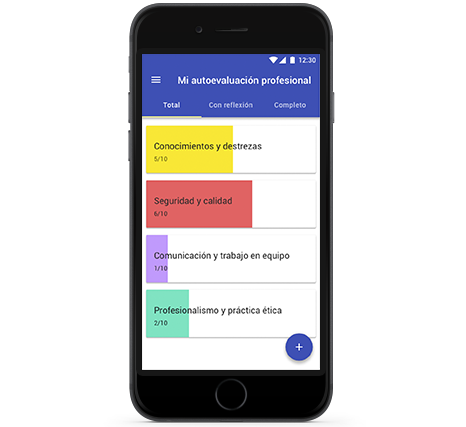 12:30
Mi autoevaluación profesional
Total Con reflexión Completo
Conocimientos y destrezas
5/10
Seguridad y calidad
6/10
Comunicación y trabajo en equipo
1/10
Profesionalismo y práctica ética
2/10
+